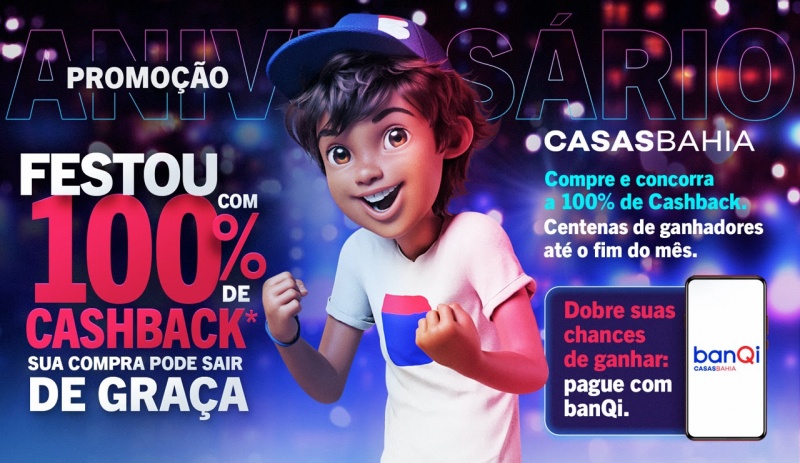 ANIVERSÁRIO
PROMOÇÃO
FESTOU
COM
100%
DE
CASHBACK*
SUA COMPRA PODE SAIR
DE GRAÇA
CASASBAHIA
Compre e concorra
a 100% de Cashback.
Centenas de ganhadores
até o fim do mês.
Dobre suas
chances
de ganhar:
pague com
banQi.
banQi
CASASBAHIA